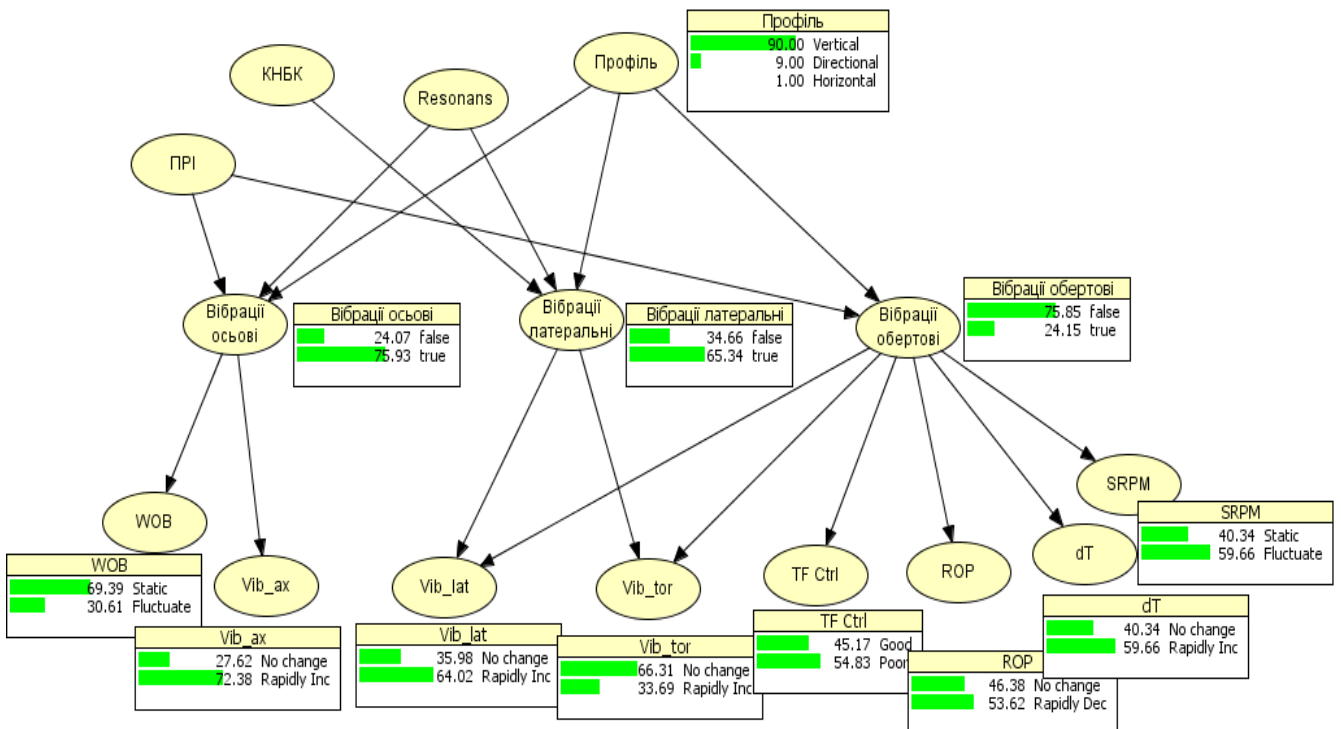 Профіль
90.00 Vertical
9.00 Directional
1.00 Horizontal
КНБК
Resonans
Профіль
ПРІ
Вібрації
осьові
Вібрації осьові
24.07 false
75.93 true
Вібрації
латеральні
Вібрації латеральні
34.66 false
65.34 true
Вібрації
обертові
Вібрації обертові
75.85 false
24.15 true
WOB
WOB
69.39 Static
30.61 Fluctuate
Vib_ax
Vib_ax
27.62 No change
72.38 Rapidly Inc
Vib_lat
Vib_lat
35.98 No change
64.02 Rapidly Inc
Vib_tor
Vib_tor
66.31 No change
33.69 Rapidly Inc
TF Ctrl
TF Ctrl
45.17 Good
54.83 Poor
ROP
ROP
46.38 No change
53.62 Rapidly Dec
dT
dT
40.34 No change
59.66 Rapidly Inc
SRPM
SRPM
40.34 Static
59.66 Fluctuate